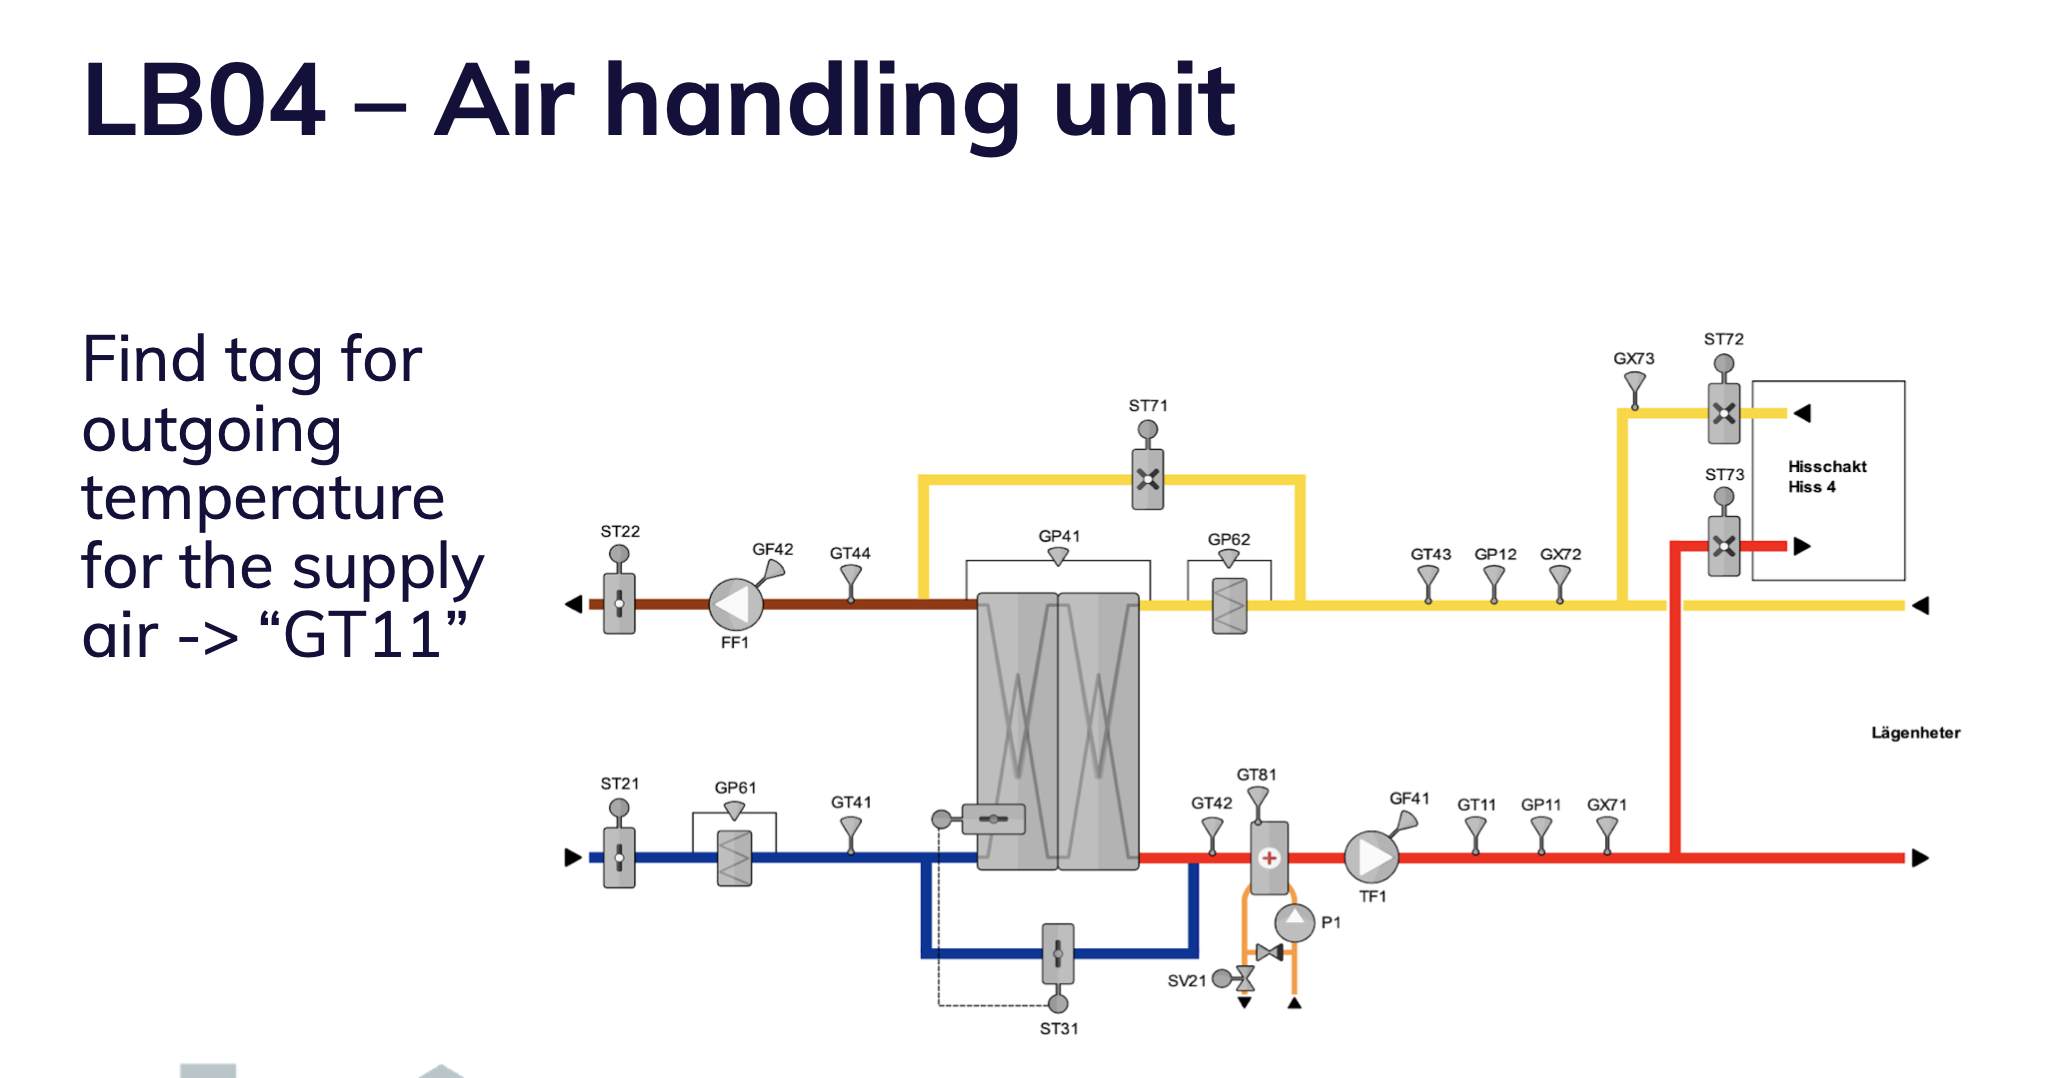 LB04 – Air handling unit
Find tag for
outgoing
temperature
for the supply
air -> “GT11”
ST72
GX73
ST71
Hisschakt
Hiss 4
ST73
ST22
GF42
GT44
GP41
GP62
GT43
GP12
GX72
FF1
Lägenheter
ST21
GP61
GT41
GT42
GT81
GF41
GT11
GP11
GX71
TF1
P1
SV21
ST31